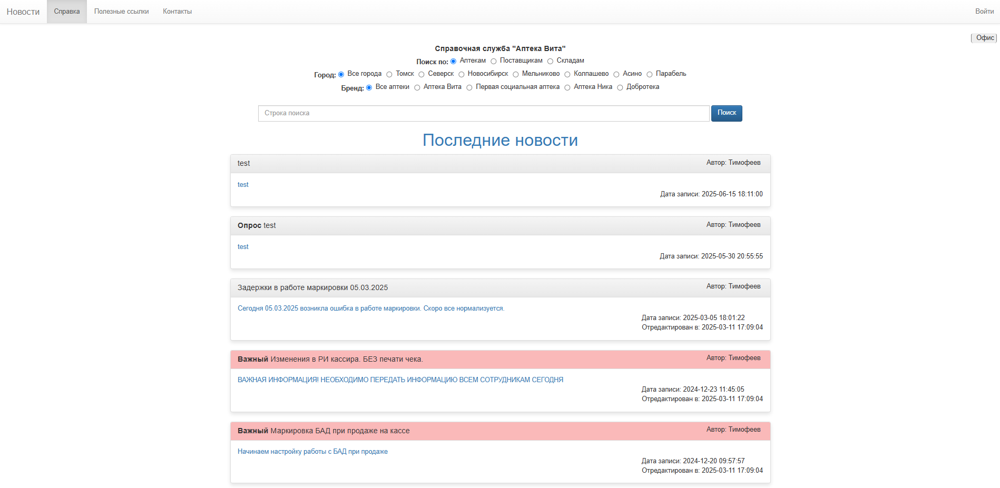 Новости Справка Полезные ссылки Контакты Войти
Офис
Справочная служба "Аптека Вита"
Поиск по: Аптекам Поставщикам Складам
Город: Все города Томск Северск Новосибирск Мельниково Колпашево Асино Парабель
Бренд: Все аптеки Аптека Вита Первая социальная аптека Аптека Ника Добротека
Строка поиска Поиск
Последние новости
test Автор: Тимофеев
test
Дата записи: 2025-06-15 18:11:00
Опрос test Автор: Тимофеев
test
Дата записи: 2025-05-30 20:55:55
Задержки в работе маркировки 05.03.2025 Автор: Тимофеев
Сегодня 05.03.2025 возникла ошибка в работе маркировки. Скоро все нормализуется.
Дата записи: 2025-03-05 18:01:22
Отредактирован в: 2025-03-11 17:09:04
Важный Изменения в РИ кассира. БЕЗ печати чека. Автор: Тимофеев
ВАЖНАЯ ИНФОРМАЦИЯ! НЕОБХОДИМО ПЕРЕДАТЬ ИНФОРМАЦИЮ ВСЕМ СОТРУДНИКАМ СЕГОДНЯ
Дата записи: 2024-12-23 11:45:05
Отредактирован в: 2025-03-11 17:09:04
Важный Маркировка БАД при продаже на кассе Автор: Тимофеев
Начинаем настройку работы с БАД при продаже
Дата записи: 2024-12-20 09:57:57
Отредактирован в: 2025-03-11 17:09:04